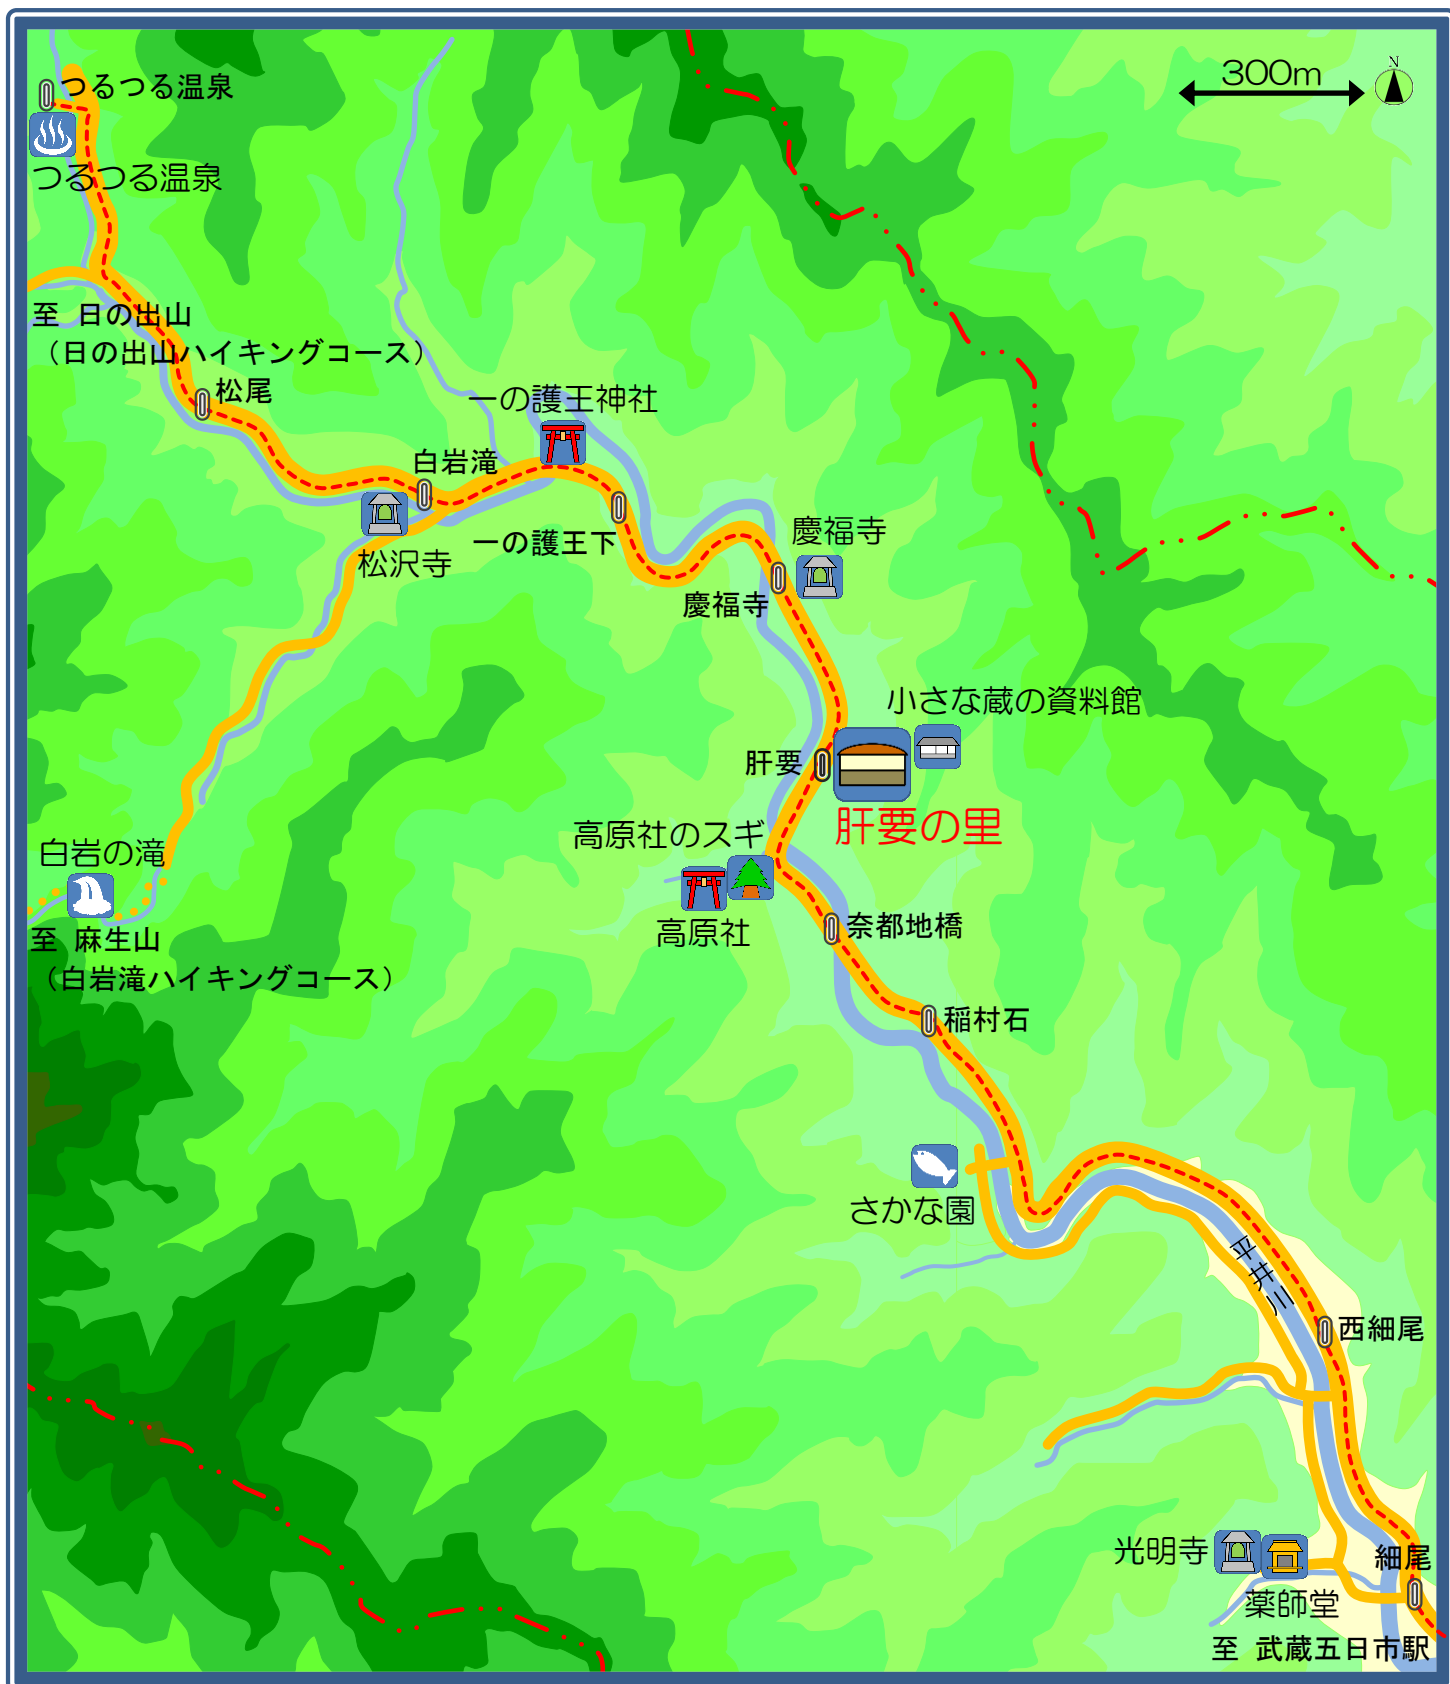 300m
N
つるつる温泉
つるつる温泉
至 日の出山
（日の出山ハイキングコース）
松尾
一の護王神社
白岩滝
一の護王下
松沢寺
慶福寺
慶福寺
小さな蔵の資料館
肝要
肝要の里
高原社のスギ
高原社
白岩の滝
至 麻生山
（白岩滝ハイキングコース）
奈都地橋
稲村石
さかな園
平井川
西細尾
光明寺
細尾
薬師堂
至 武蔵五日市駅